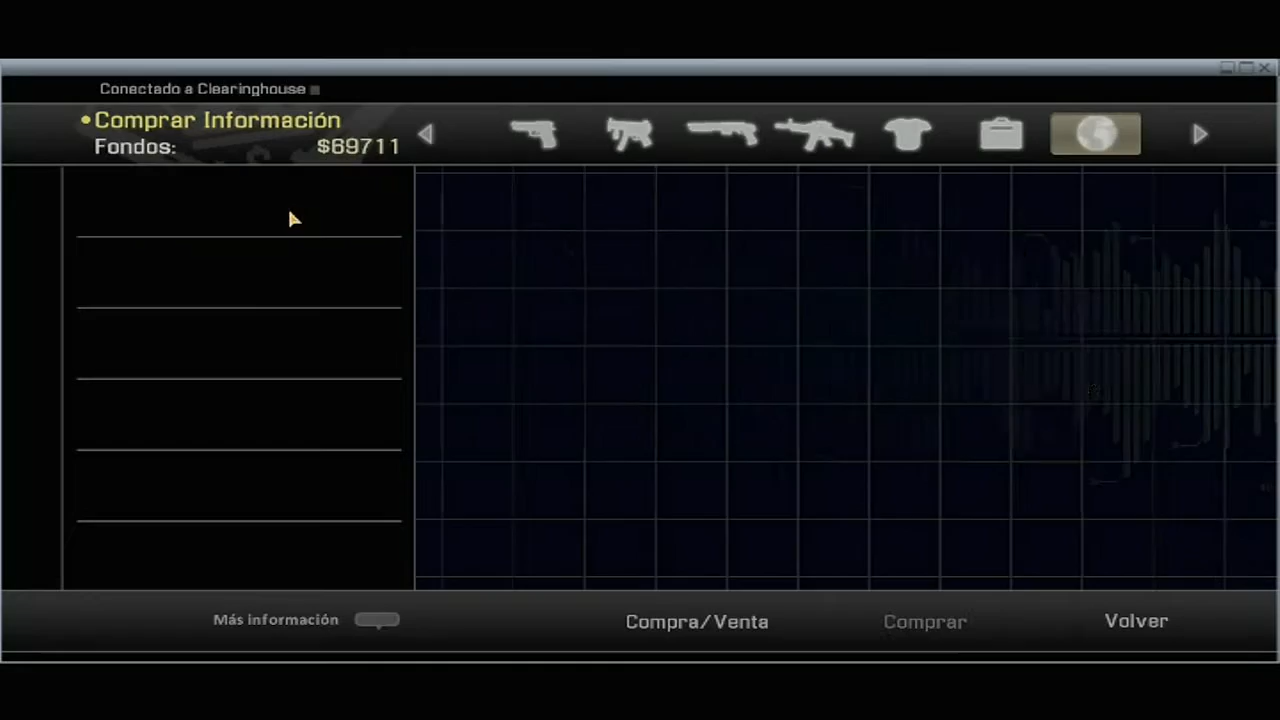 Conectado a Clearinghouse
•Comprar Información
Fondos: $69711
Más información
Compra/Venta
Comprar
Volver